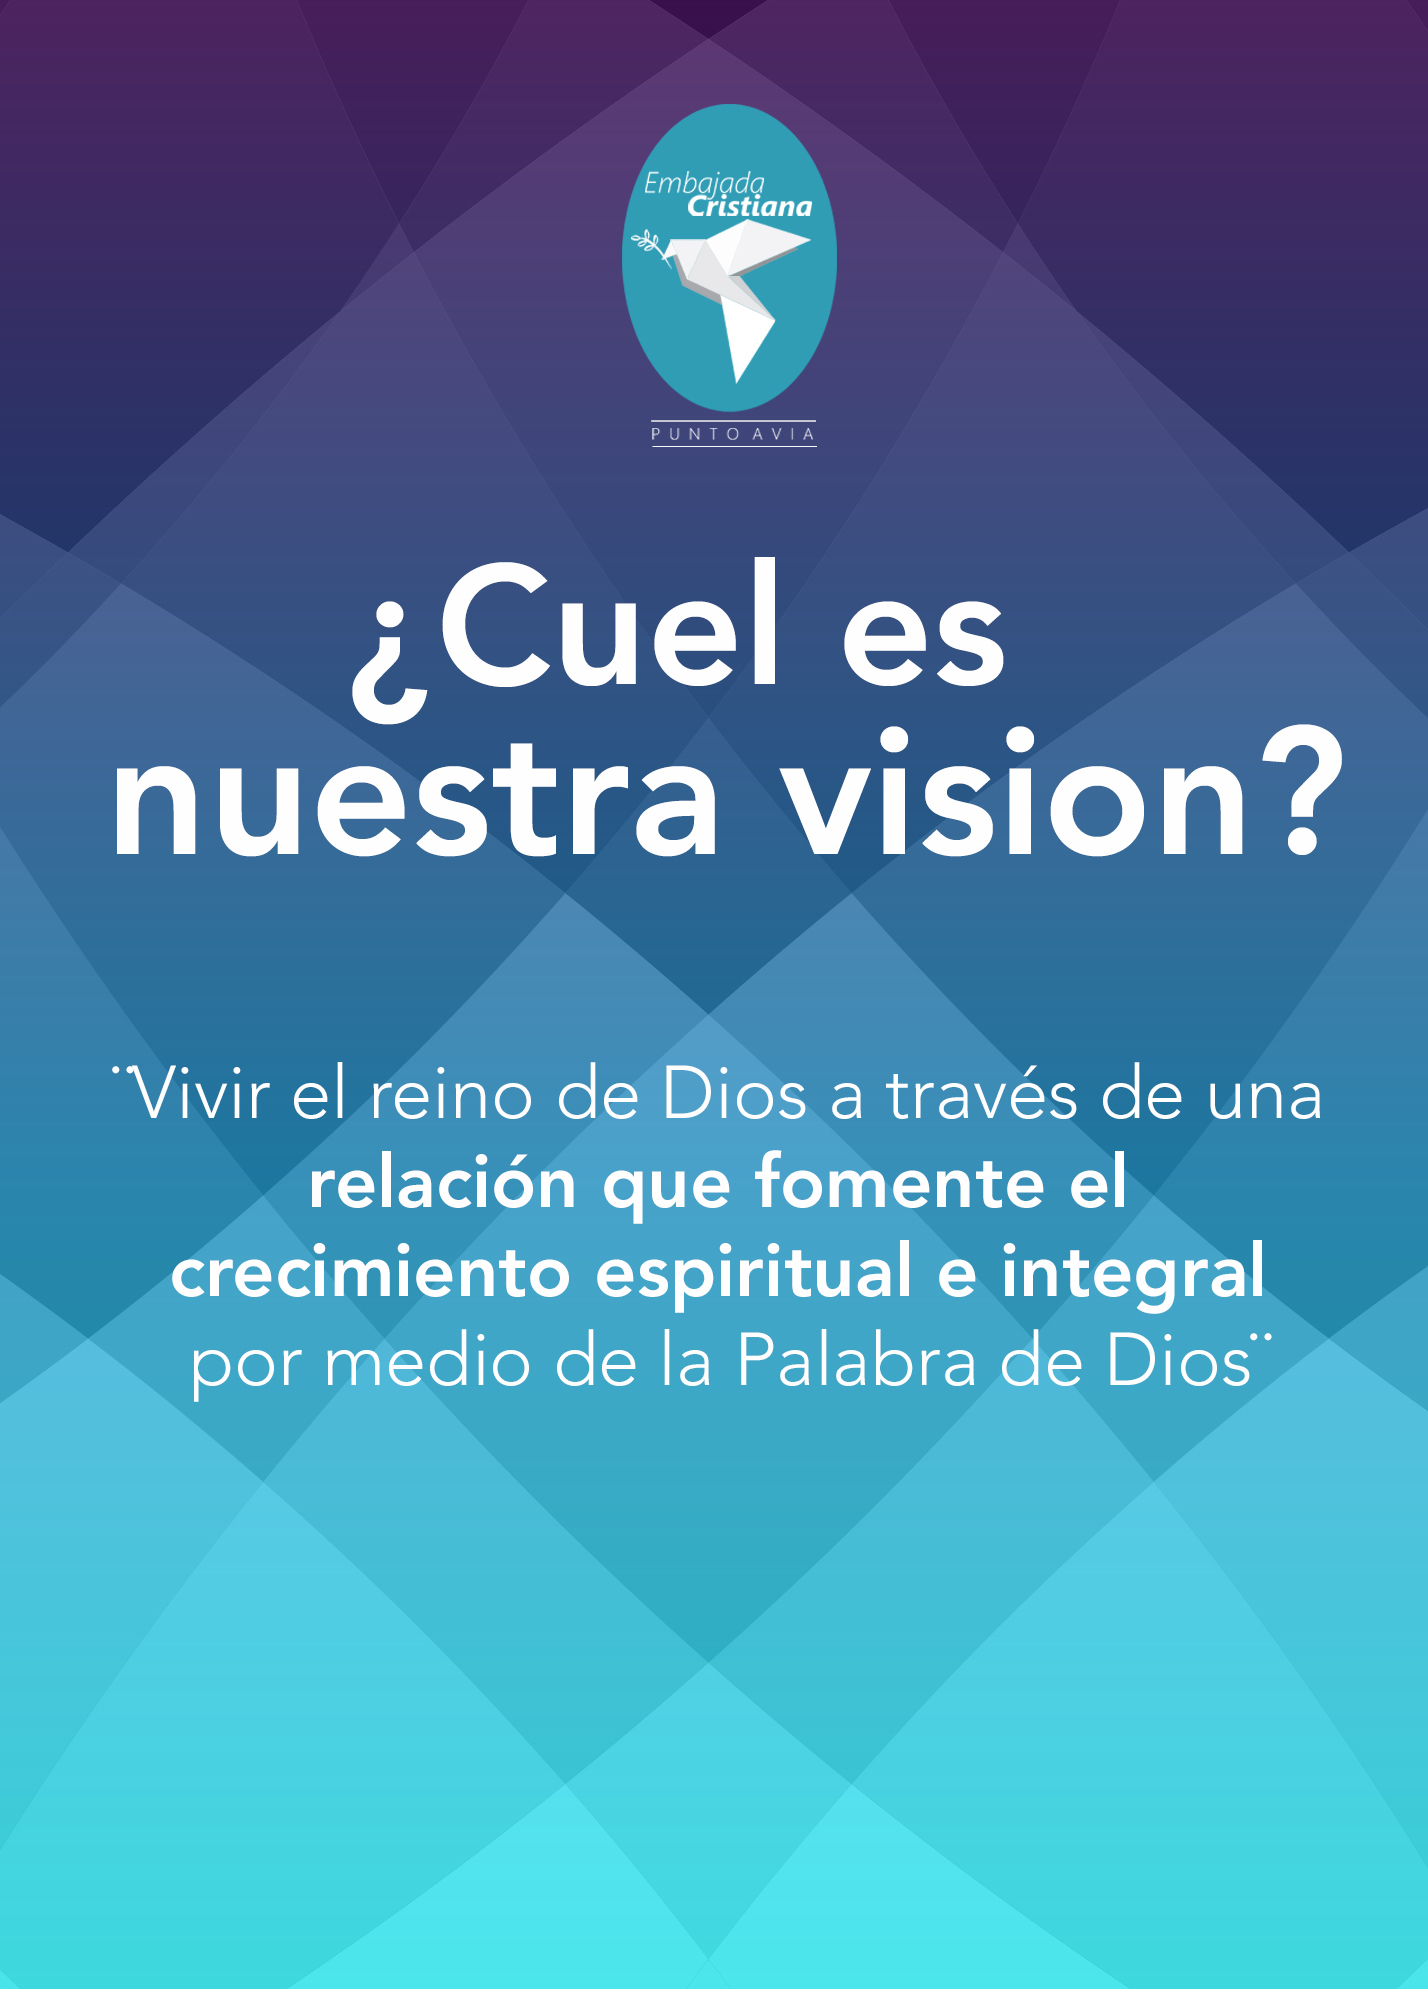 Embajada
Cristiana
PUNTO AVIA
¿Cuel es
nuestra vision?
¨Vivir el reino de Dios a través de una
relación que fomente el
crecimiento espiritual e integral
por medio de la Palabra de Dios¨